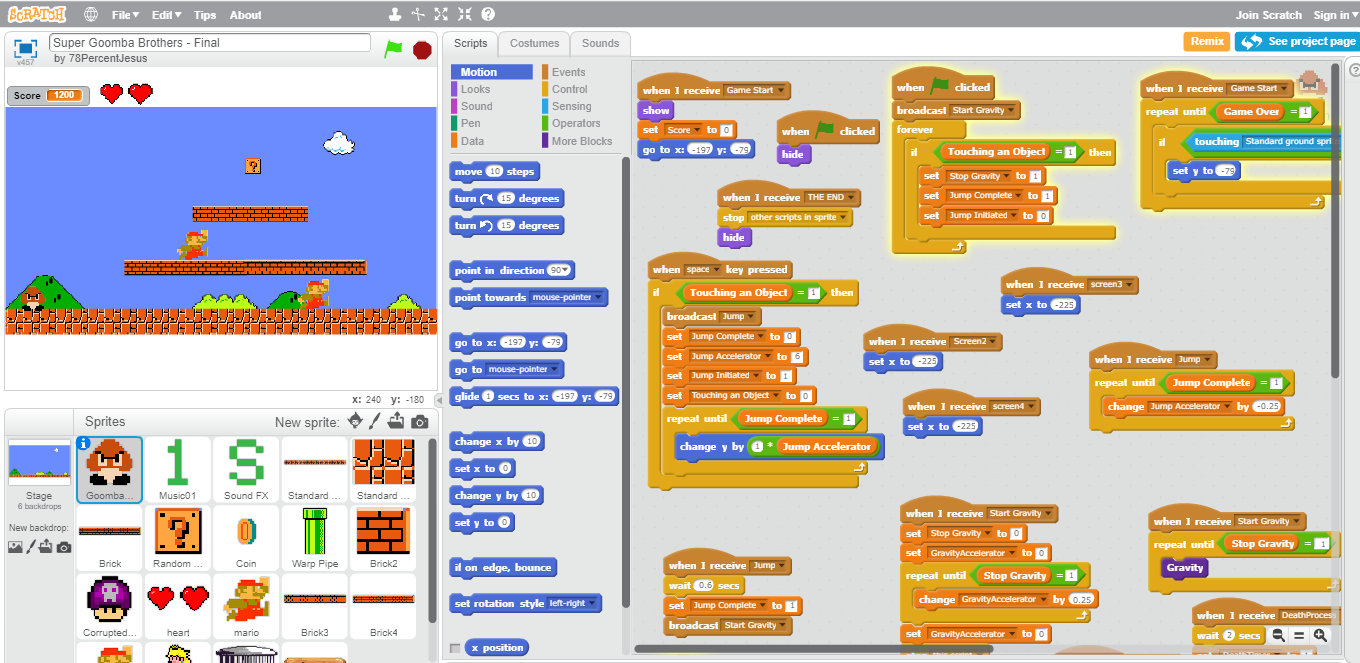 SCRATCH File Edit Tips About Join Scratch Sign in
v457
Super Goomba Brothers - Final
by 78PercentJesus
Score 1200
?
x: 240 y: -180
Sprites New sprite:
Stage
6 backdrops
New backdrop:
Goomba...
Music01
Sound FX
Standard ...
Standard ...
Brick
Random ...
Coin
Warp Pipe
Brick2
Corrupted...
heart
mario
Brick3
Brick4
Scripts Costumes Sounds
Remix See project page
Motion Events
Looks Control
Sound Sensing
Pen Operators
Data More Blocks
move 10 steps
turn 15 degrees
turn 15 degrees
point in direction 90
point towards mouse-pointer
go to x: -197 y: -79
go to mouse-pointer
glide 1 secs to x: -197 y: -79
change x by 10
set x to 0
change y by 10
set y to 0
if on edge, bounce
set rotation style left-right
x position
when I receive Game Start
show
set Score to 0
go to x: -197 y: -79
when clicked
hide
when I receive THE END
stop other scripts in sprite
hide
when clicked
broadcast Start Gravity
forever
if Touching an Object = 1 then
set Stop Gravity to 1
set Jump Complete to 1
set Jump Initiated to 0
when I receive Game Start
repeat until Game Over = 1
if touching Standard ground spri
set y to -79
when space key pressed
if Touching an Object = 1 then
broadcast Jump
set Jump Complete to 0
set Jump Accelerator to 6
set Jump Initiated to 1
set Touching an Object to 0
repeat until Jump Complete = 1
change y by 1 * Jump Accelerator
when I receive screen3
set x to -225
when I receive Screen2
set x to -225
when I receive screen4
set x to -225
when I receive Jump
repeat until Jump Complete = 1
change Jump Accelerator by -0.25
when I receive Jump
wait 0.6 secs
set Jump Complete to 1
broadcast Start Gravity
when I receive Start Gravity
set Stop Gravity to 0
set GravityAccelerator to 0
repeat until Stop Gravity = 1
change GravityAccelerator by 0.25
set GravityAccelerator to 0
when I receive Start Gravity
repeat until Stop Gravity = 1
Gravity
when I receive DeathProcess
wait 2 secs